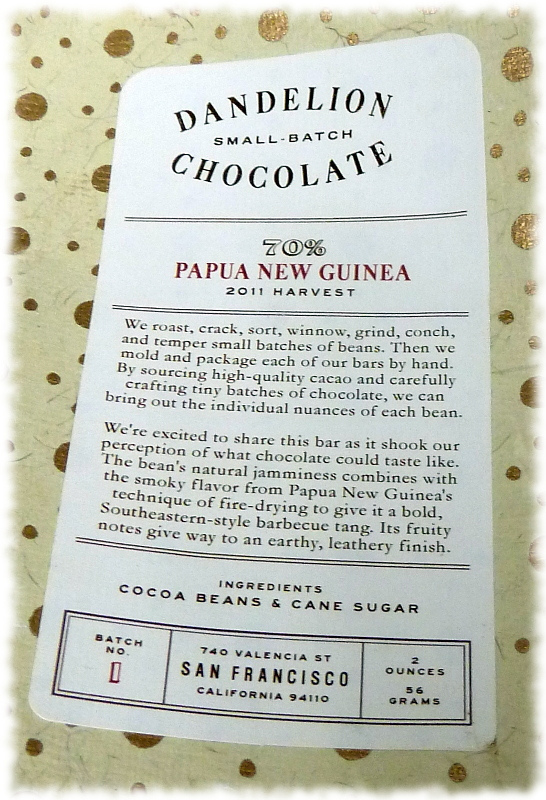 DANDELION
SMALL-BATCH
CHOCOLATE
70%
PAPUA NEW GUINEA
2011 HARVEST
We roast, crack, sort, winnow, grind, conch,
and temper small batches of beans. Then we
mold and package each of our bars by hand.
By sourcing high-quality cacao and carefully
crafting tiny batches of chocolate, we can
bring out the individual nuances of each bean.
We're excited to share this bar as it shook our
perception of what chocolate could taste like.
The bean's natural jamminess combines with
the smoky flavor from Papua New Guinea's
technique of fire-drying to give it a bold,
Southeastern-style barbecue tang. Its fruity
notes give way to an earthy, leathery finish.
INGREDIENTS
COCOA BEANS & CANE SUGAR
BATCH
NO.
740 VALENCIA ST
SAN FRANCISCO
CALIFORNIA 94110
2
OUNCES
56
GRAMS